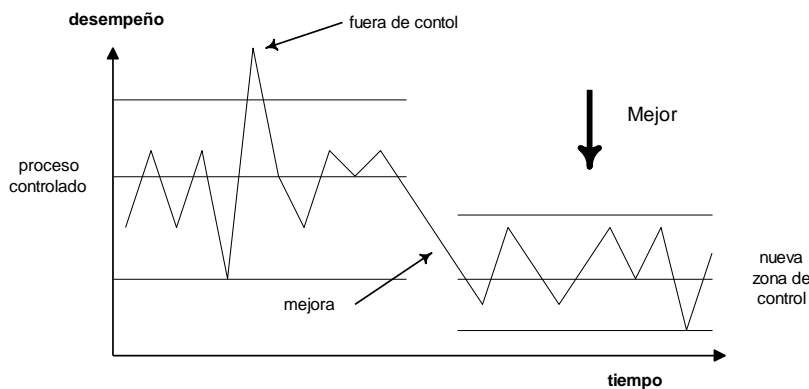 desempeño
fuera de contol
Mejor
proceso
controlado
mejora
nueva
zona de
control
tiempo